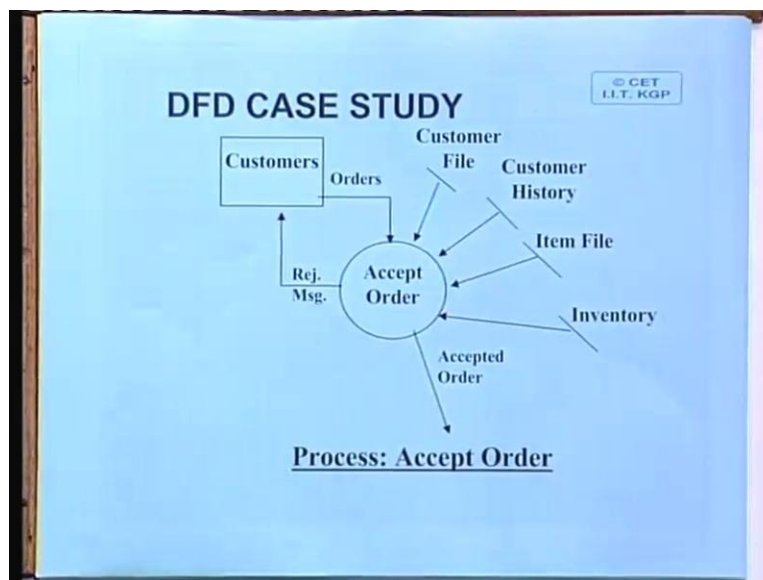 © CET
I.I.T. KGP
DFD CASE STUDY
Customers
Orders
Customer
File
Customer
History
Item File
Inventory
Rej.
Msg.
Accept
Order
Accepted
Order
Process: Accept Order